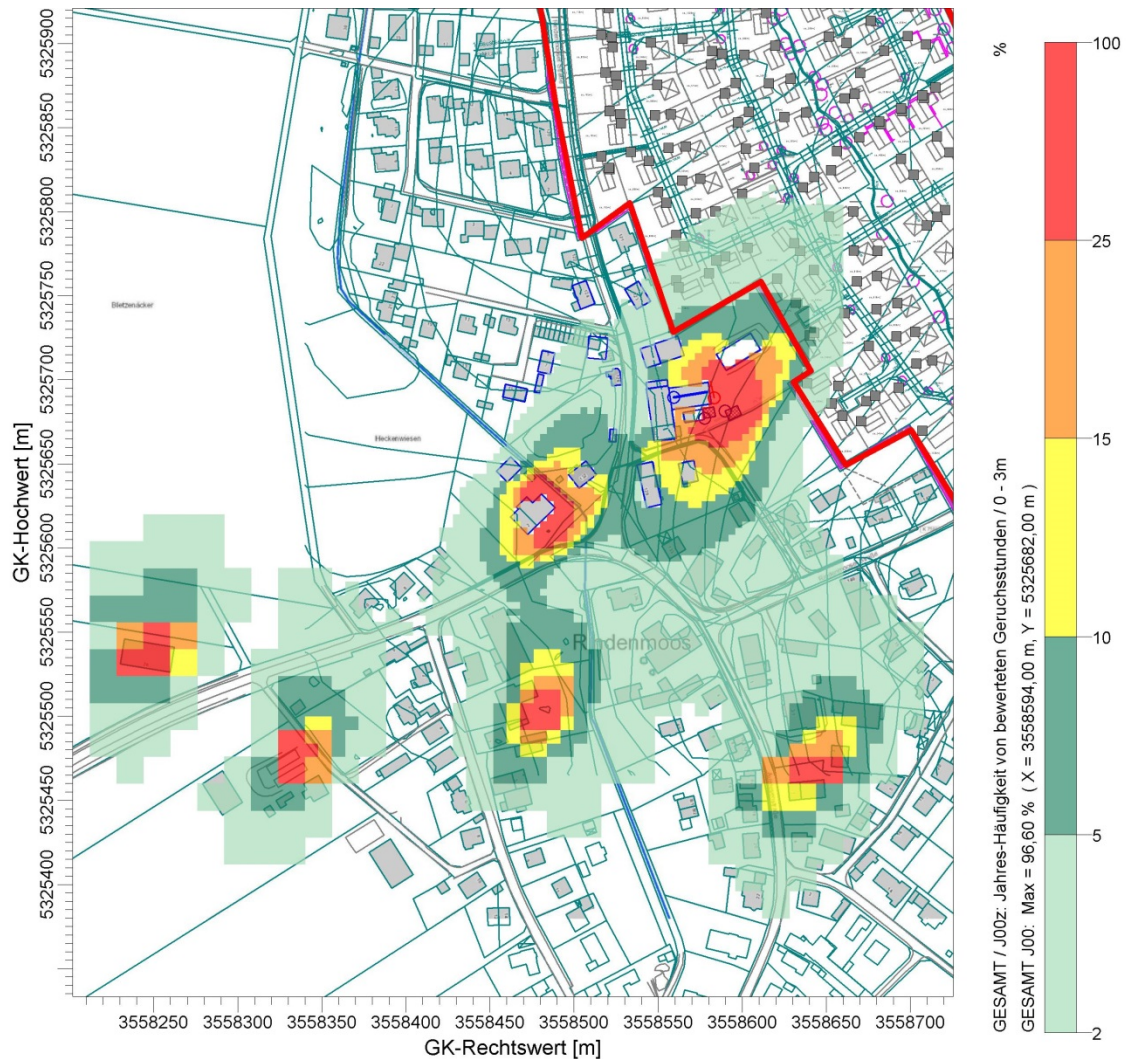 GK-Hochwert [m]
5325900
5325850
5325800
5325750
5325700
5325650
5325600
5325550
5325500
5325450
5325400
Bletzenäcker
Heckenwiesen
Rindenmoos
3558250 3558300 3558350 3558400 3558450 3558500 3558550 3558600 3558650 3558700
GK-Rechtswert [m]
GESAMT / J00z: Jahres-Häufigkeit von bewerteten Geruchsstunden / 0 - 3m
GESAMT J00: Max = 96,60 % ( X = 3558594,00 m, Y = 5325682,00 m )
%
100
25
15
10
5
2